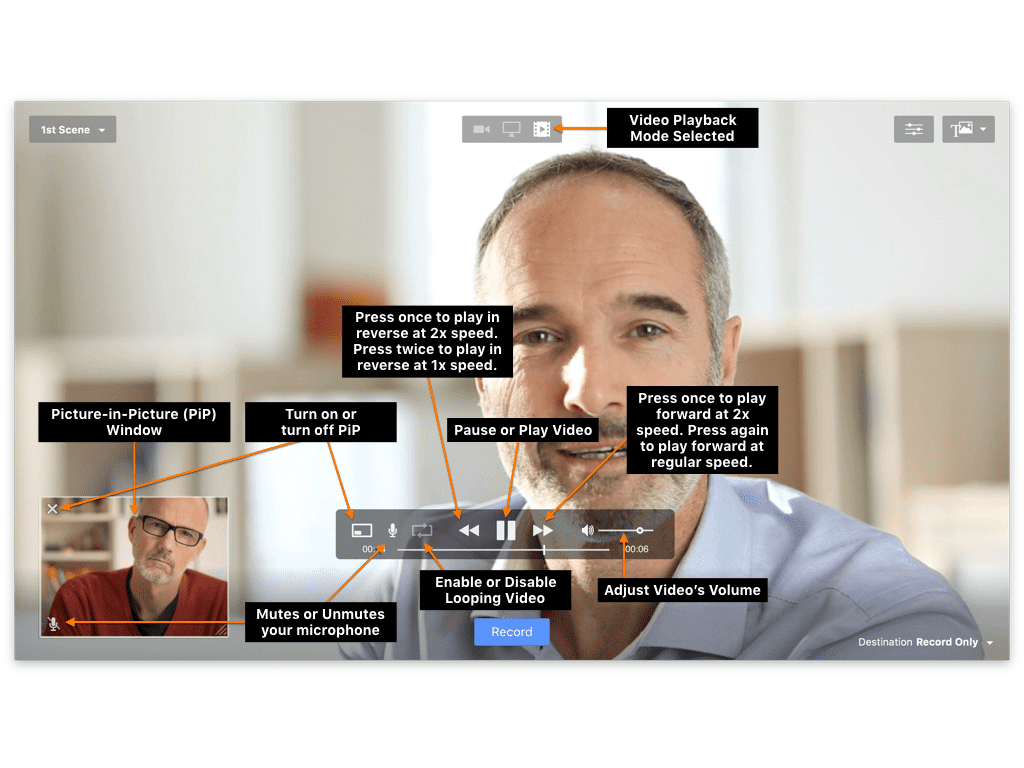 1st Scene
Video Playback
Mode Selected
T
Press once to play in
reverse at 2x speed.
Press twice to play in
reverse at 1x speed.
Press once to play
forward at 2x
speed. Press again
to play forward at
regular speed.
Picture-in-Picture (PiP)
Window
Turn on or
turn off PiP
Pause or Play Video
00:06
Enable or Disable
Looping Video
Adjust Video’s Volume
Mutes or Unmutes
your microphone
Record
Destination Record Only